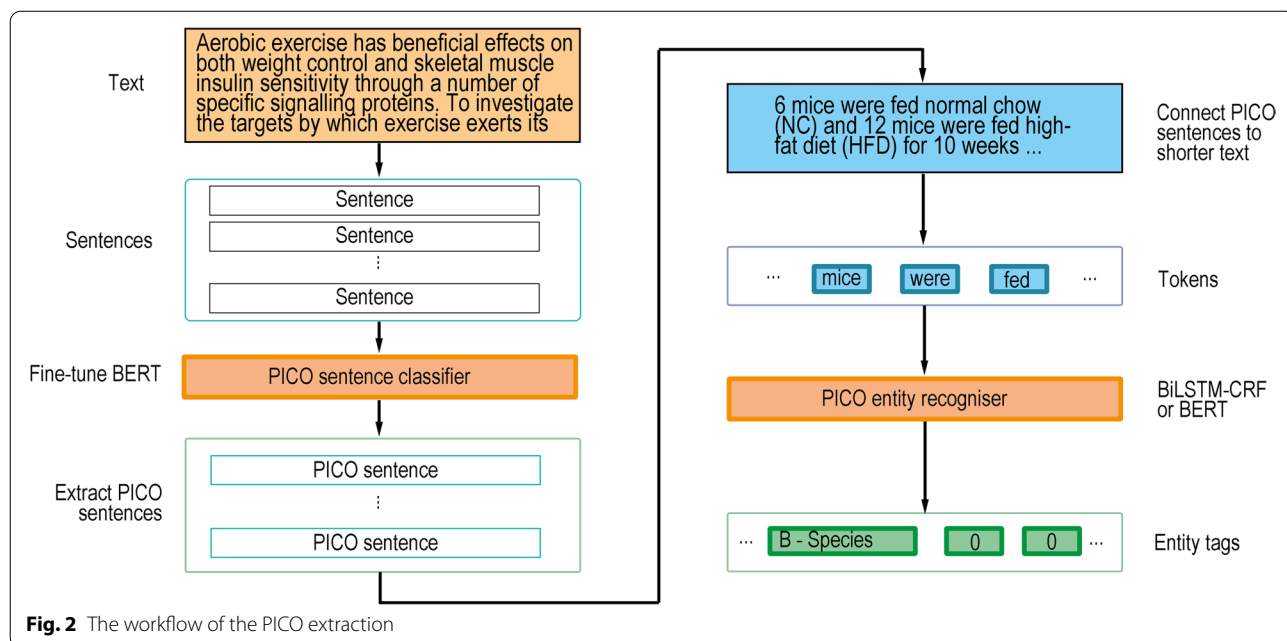 Text
Aerobic exercise has beneficial effects on
both weight control and skeletal muscle
insulin sensitivity through a number of
specific signalling proteins. To investigate
the targets by which exercise exerts its
Sentences
Sentence
Sentence
⋮
Sentence
Fine-tune BERT
PICO sentence classifier
Extract PICO
sentences
PICO sentence
⋮
PICO sentence
6 mice were fed normal chow
(NC) and 12 mice were fed high-
fat diet (HFD) for 10 weeks ...
Connect PICO
sentences to
shorter text
... mice were fed ...
Tokens
PICO entity recogniser
BiLSTM-CRF
or BERT
... B - Species 0 0 ...
Entity tags
Fig. 2 The workflow of the PICO extraction